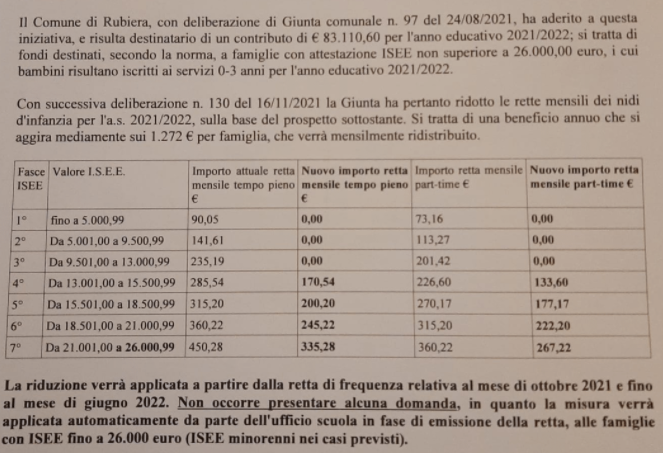 Il Comune di Rubiera, con deliberazione di Giunta comunale n. 97 del 24/08/2021, ha aderito a questa
iniziativa, e risulta destinatario di un contributo di € 83.110,60 per l'anno educativo 2021/2022; si tratta di
fondi destinati, secondo la norma, a famiglie con attestazione ISEE non superiore a 26.000,00 euro, i cui
bambini risultano iscritti ai servizi 0-3 anni per l'anno educativo 2021/2022.
Con successiva deliberazione n. 130 del 16/11/2021 la Giunta ha pertanto ridotto le rette mensili dei nidi
d'infanzia per l'a.s. 2021/2022, sulla base del prospetto sottostante. Si tratta di una beneficio annuo che si
aggira mediamente sui 1.272 € per famiglia, che verrà mensilmente ridistribuito.
Fasce Valore I.S.E.E. Importo attuale retta Nuovo importo retta Importo retta mensile Nuovo importo retta
ISEE mensile tempo pieno mensile tempo pieno part-time € mensile part-time €
€ €
1° fino a 5.000,99 90,05 0,00 73,16 0,00
2° Da 5.001,00 a 9.500,99 141,61 0,00 113,27 0,00
3° Da 9.501,00 a 13.000,99 235,19 0,00 201,42 0,00
4° Da 13.001,00 a 15.500,99 285,54 170,54 226,60 133,60
5° Da 15.501,00 a 18.500,99 315,20 200,20 270,17 177,17
6° Da 18.501,00 a 21.000,99 360,22 245,22 315,20 222,20
7° Da 21.001,00 a 26.000,99 450,28 335,28 360,22 267,22
La riduzione verrà applicata a partire dalla retta di frequenza relativa al mese di ottobre 2021 e fino
al mese di giugno 2022. Non occorre presentare alcuna domanda, in quanto la misura verrà
applicata automaticamente da parte dell'ufficio scuola in fase di emissione della retta, alle famiglie
con ISEE fino a 26.000 euro (ISEE minorenni nei casi previsti).